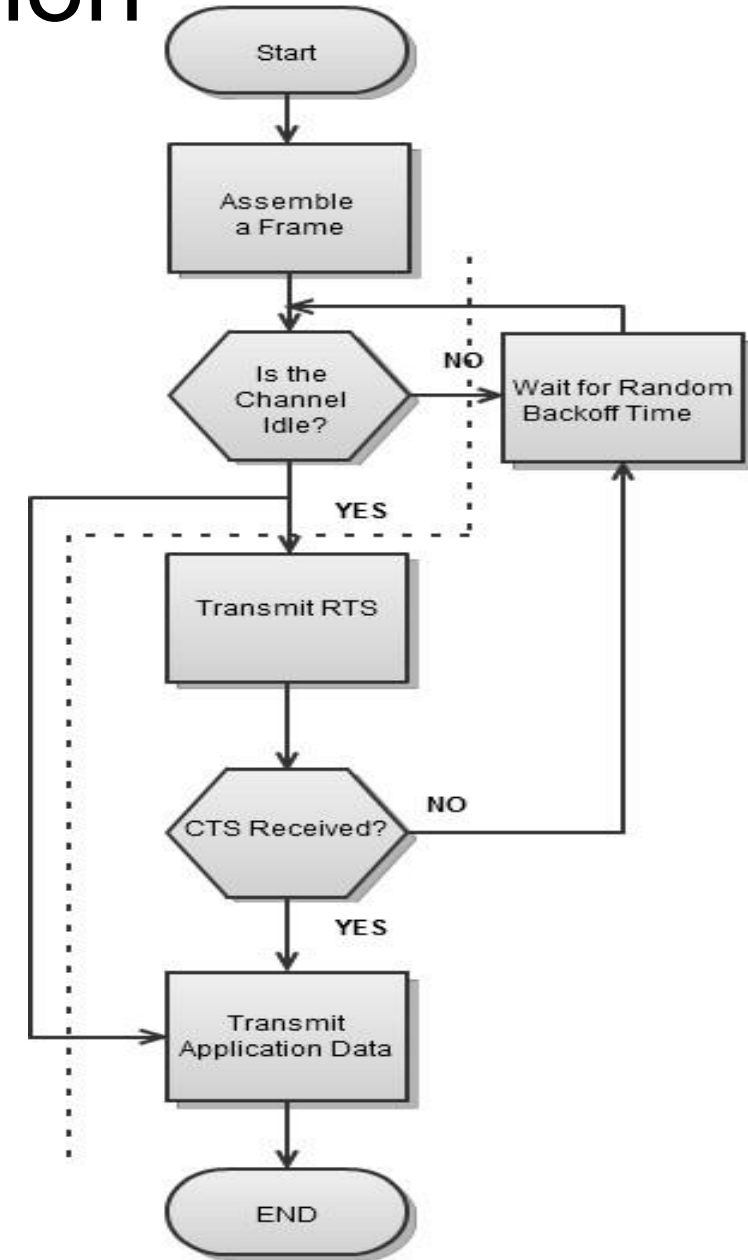 Start
Assemble
a Frame
Is the
Channel
Idle?
NO
Wait for Random
Backoff Time
YES
Transmit RTS
CTS Received?
NO
YES
Transmit
Application Data
END